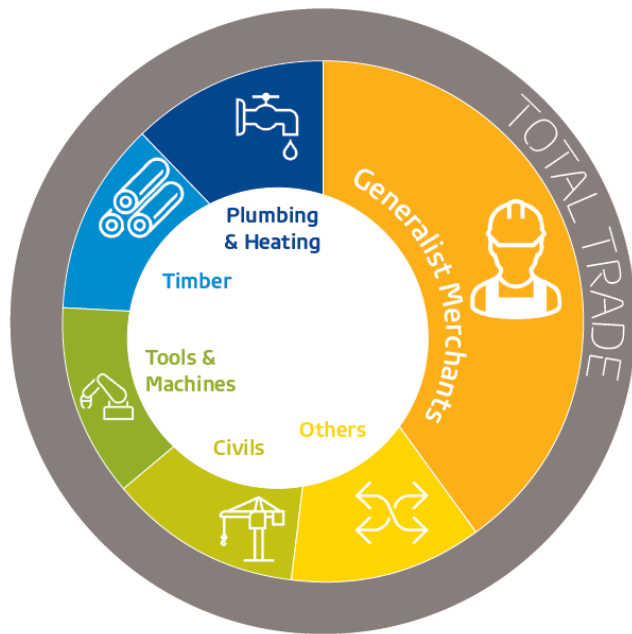 TOTAL TRADE
Generalist Merchants
Plumbing
& Heating
Timber
Tools &
Machines
Civils
Others